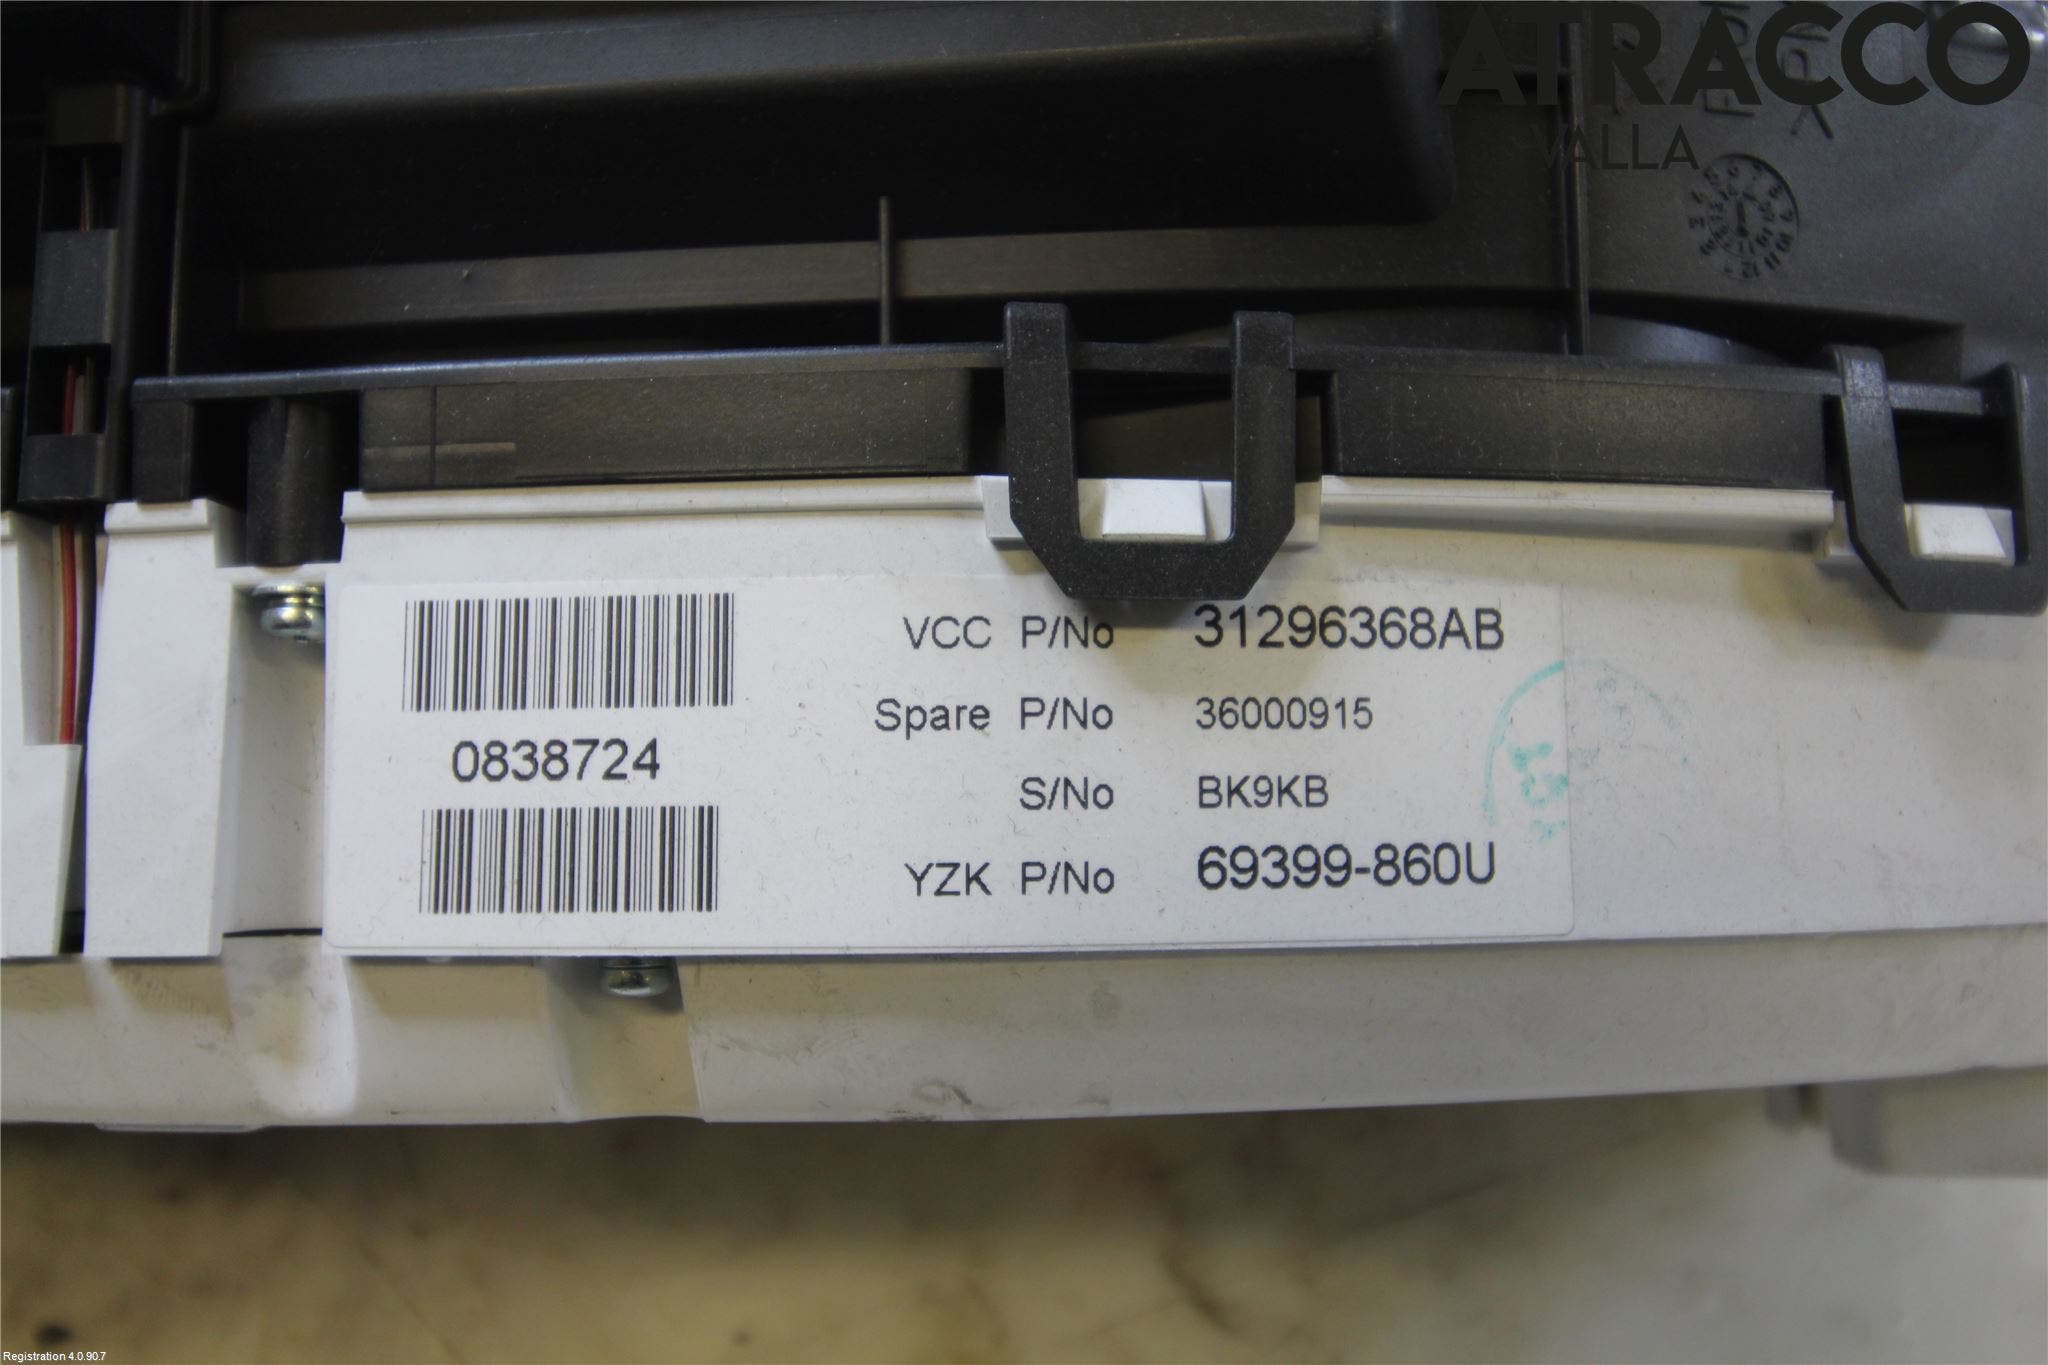 ATRACCO
VALLA
VCC P/No 31296368AB
Spare P/No 36000915
0838724
S/No BK9KB
YZK P/No 69399-860U
Registration 4.0.90.7